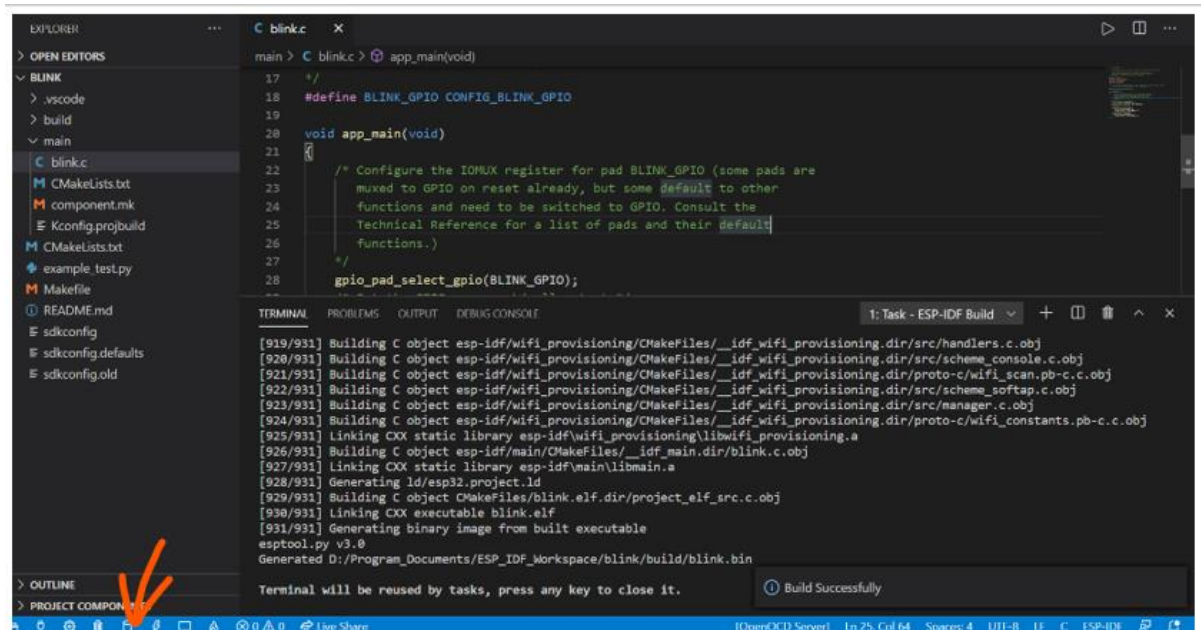 EXPLORER
OPEN EDITORS
BLINK
.vscode
build
main
blink.c
CMakeLists.txt
component.mk
Kconfig.projbuild
CMakeLists.txt
example_test.py
Makefile
README.md
sdkconfig
sdkconfig.defaults
sdkconfig.old
OUTLINE
blink.c
main > C blink.c > app_main(void)
17 */
18 #define BLINK_GPIO CONFIG_BLINK_GPIO
19
20 void app_main(void)
21 {
22 /* Configure the IOMUX register for pad BLINK_GPIO (some pads are
23 muxed to GPIO on reset already, but some default to other
24 functions and need to be switched to GPIO. Consult the
25 Technical Reference for a list of pads and their default
26 functions.)
27 */
28 gpio_pad_select_gpio(BLINK_GPIO);
TERMINAL PROBLEMS OUTPUT DEBUG CONSOLE 1: Task - ESP-IDF Build
[919/931] Building C object esp-idf/wifi_provisioning/CMakeFiles/__idf_wifi_provisioning.dir/src/handlers.c.obj
[920/931] Building C object esp-idf/wifi_provisioning/CMakeFiles/__idf_wifi_provisioning.dir/src/scheme_console.c.obj
[921/931] Building C object esp-idf/wifi_provisioning/CMakeFiles/__idf_wifi_provisioning.dir/proto-c/wifi_scan.pb-c.c.obj
[922/931] Building C object esp-idf/wifi_provisioning/CMakeFiles/__idf_wifi_provisioning.dir/src/scheme_softap.c.obj
[923/931] Building C object esp-idf/wifi_provisioning/CMakeFiles/__idf_wifi_provisioning.dir/src/manager.c.obj
[924/931] Building C object esp-idf/wifi_provisioning/CMakeFiles/__idf_wifi_provisioning.dir/proto-c/wifi_constants.pb-c.c.obj
[925/931] Linking CXX static library esp-idf\wifi_provisioning\libwifi_provisioning.a
[926/931] Building C object esp-idf/main/CMakeFiles/__idf_main.dir/blink.c.obj
[927/931] Linking CXX static library esp-idf\main\libmain.a
[928/931] Generating ld/esp32.project.ld
[929/931] Building C object CMakeFiles/blink.elf.dir/project_elf_src.c.obj
[930/931] Linking CXX executable blink.elf
[931/931] Generating binary image from built executable
esptool.py v3.0
Generated D:/Program_Documents/ESP_IDF_Workspace/blink/build/blink.bin
Terminal will be reused by tasks, press any key to close it.
Build Successfully
PROJECT
0 0 Live Share [OpenOCD Server] Ln 25, Col 64 Spaces: 4 UTF-8 LF C ESP-IDF